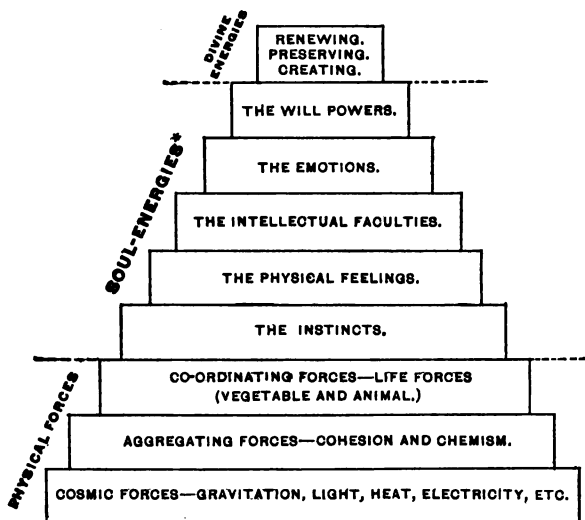 DIVINE
ENERGIES
RENEWING.
PRESERVING.
CREATING.
SOUL-ENERGIES*
THE WILL POWERS.
THE EMOTIONS.
THE INTELLECTUAL FACULTIES.
THE PHYSICAL FEELINGS.
THE INSTINCTS.
PHYSICAL FORCES
CO-ORDINATING FORCES—LIFE FORCES
(VEGETABLE AND ANIMAL.)
AGGREGATING FORCES—COHESION AND CHEMISM.
COSMIC FORCES—GRAVITATION, LIGHT, HEAT, ELECTRICITY, ETC.